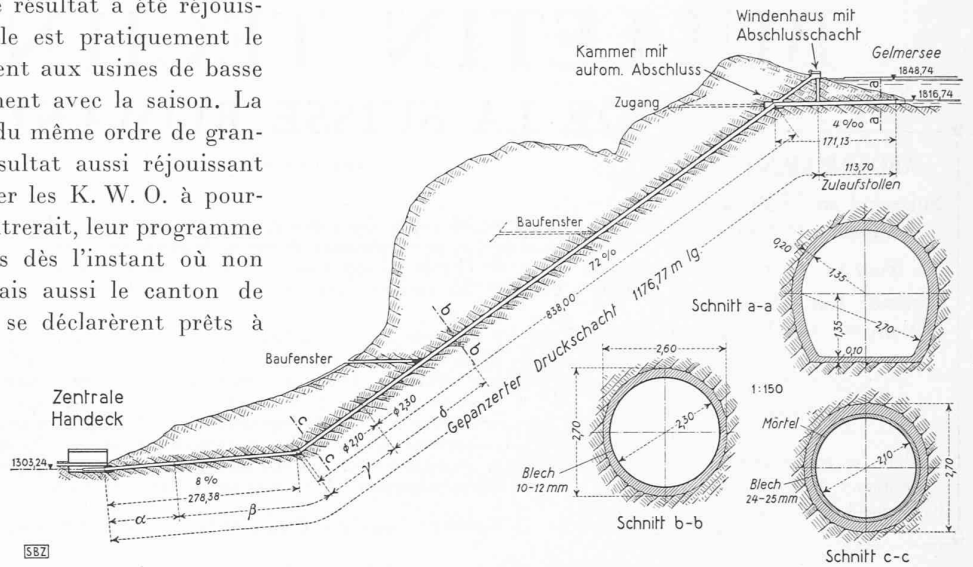 e résultat a été réjouis-
le est pratiquement le
ent aux usines de basse
ment avec la saison. La
du même ordre de gran-
ésultat aussi réjouissant
er les K. W. O. à pour-
ntrerait, leur programme
s dès l'instant où non
ais aussi le canton de
se déclarèrent prêts à
Windenhaus mit
Abschlusschacht
Kammer mit
autom. Abschluss
Gelmersee
1848,74
1816,74
a
a
Zugang
4 ‰
171,13
113,70
Zulaufstollen
Baufenster
72 %
838,00
Gepanzerter Druckschacht 1176,77 m lg.
b
b
Baufenster
Zentrale
Handeck
1303,24
c
c
ϕ 2,10
ϕ 2,30
8 %
278,38
α
β
γ
δ
0,20
1,35
1,35
2,70
0,10
Schnitt a-a
1:150
2,60
2,70
2,30
Blech
10-12 mm
Schnitt b-b
Mörtel
2,10
2,70
Blech
24-25 mm
Schnitt c-c
SBZ